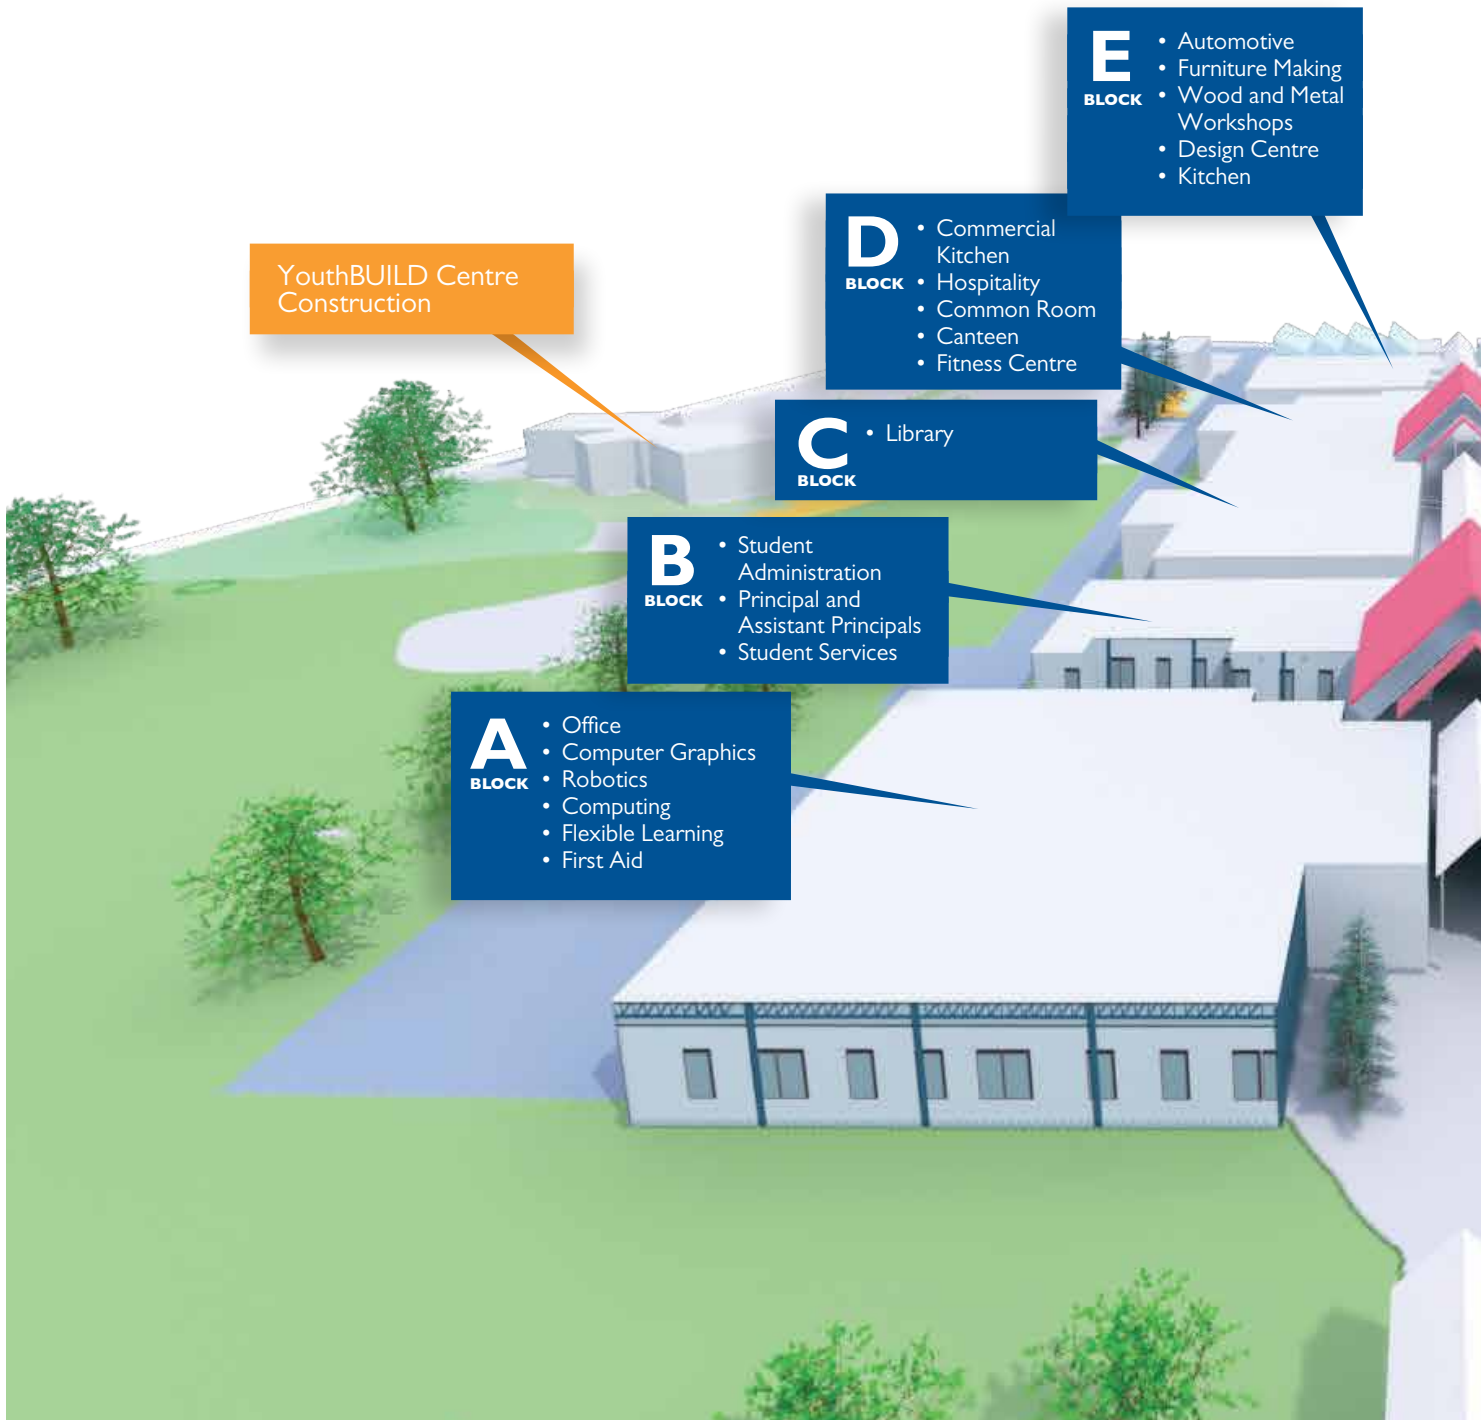 E
BLOCK
• Automotive
• Furniture Making
• Wood and Metal
Workshops
• Design Centre
• Kitchen
D
BLOCK
• Commercial
Kitchen
• Hospitality
• Common Room
• Canteen
• Fitness Centre
YouthBUILD Centre
Construction
C
BLOCK
• Library
B
BLOCK
• Student
Administration
• Principal and
Assistant Principals
• Student Services
A
BLOCK
• Office
• Computer Graphics
• Robotics
• Computing
• Flexible Learning
• First Aid